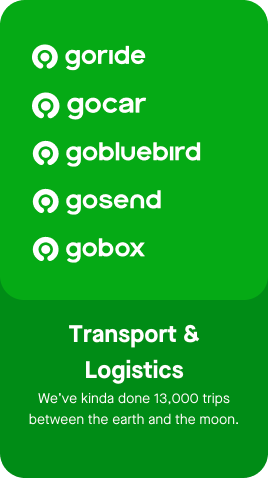 goride
gocar
gobluebird
gosend
gobox
Transport &
Logistics
We've kinda done 13,000 trips
between the earth and the moon.